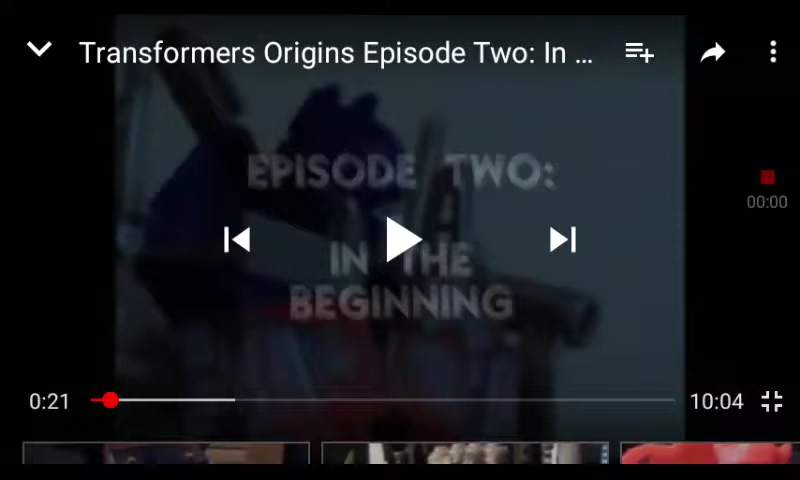 Transformers Origins Episode Two: In ...
EPISODE TWO:
00:00
IN THE
BEGINNING
0:21
10:04